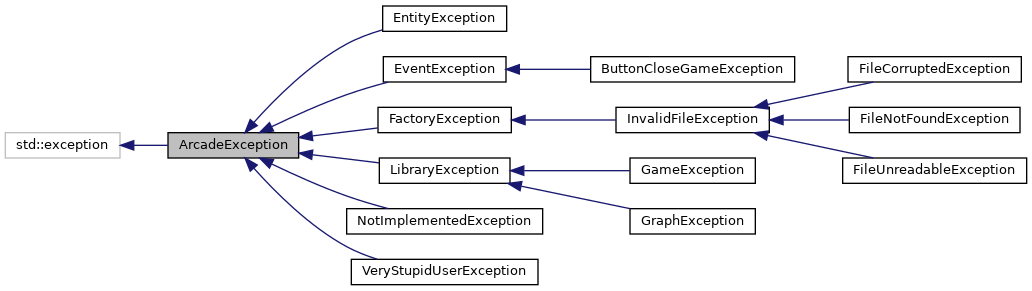 EntityException
EventException
ButtonCloseGameException
FileCorruptedException
FactoryException
InvalidFileException
FileNotFoundException
std::exception
ArcadeException
LibraryException
GameException
FileUnreadableException
NotImplementedException
GraphException
VeryStupidUserException